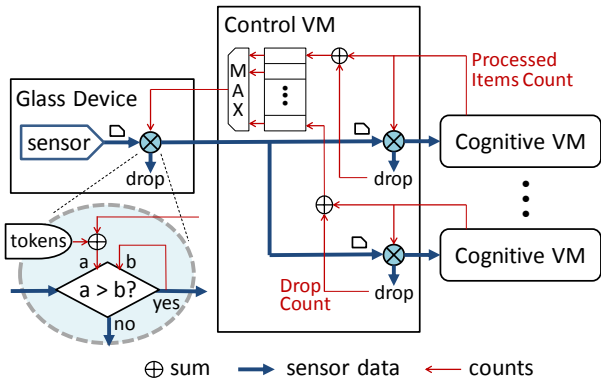 Control VM
Processed
Items Count
M
A
X
Glass Device
sensor
drop
Cognitive VM
drop
tokens
a
b
a > b?
yes
no
Drop
Count
drop
Cognitive VM
sum
sensor data
counts